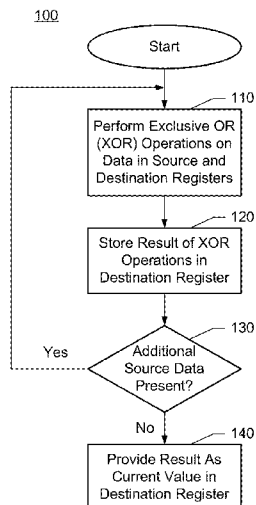 100
Start
110
Perform Exclusive OR
(XOR) Operations on
Data in Source and
Destination Registers
120
Store Result of XOR
Operations in
Destination Register
130
Yes
Additional
Source Data
Present?
No
140
Provide Result As
Current Value in
Destination Register